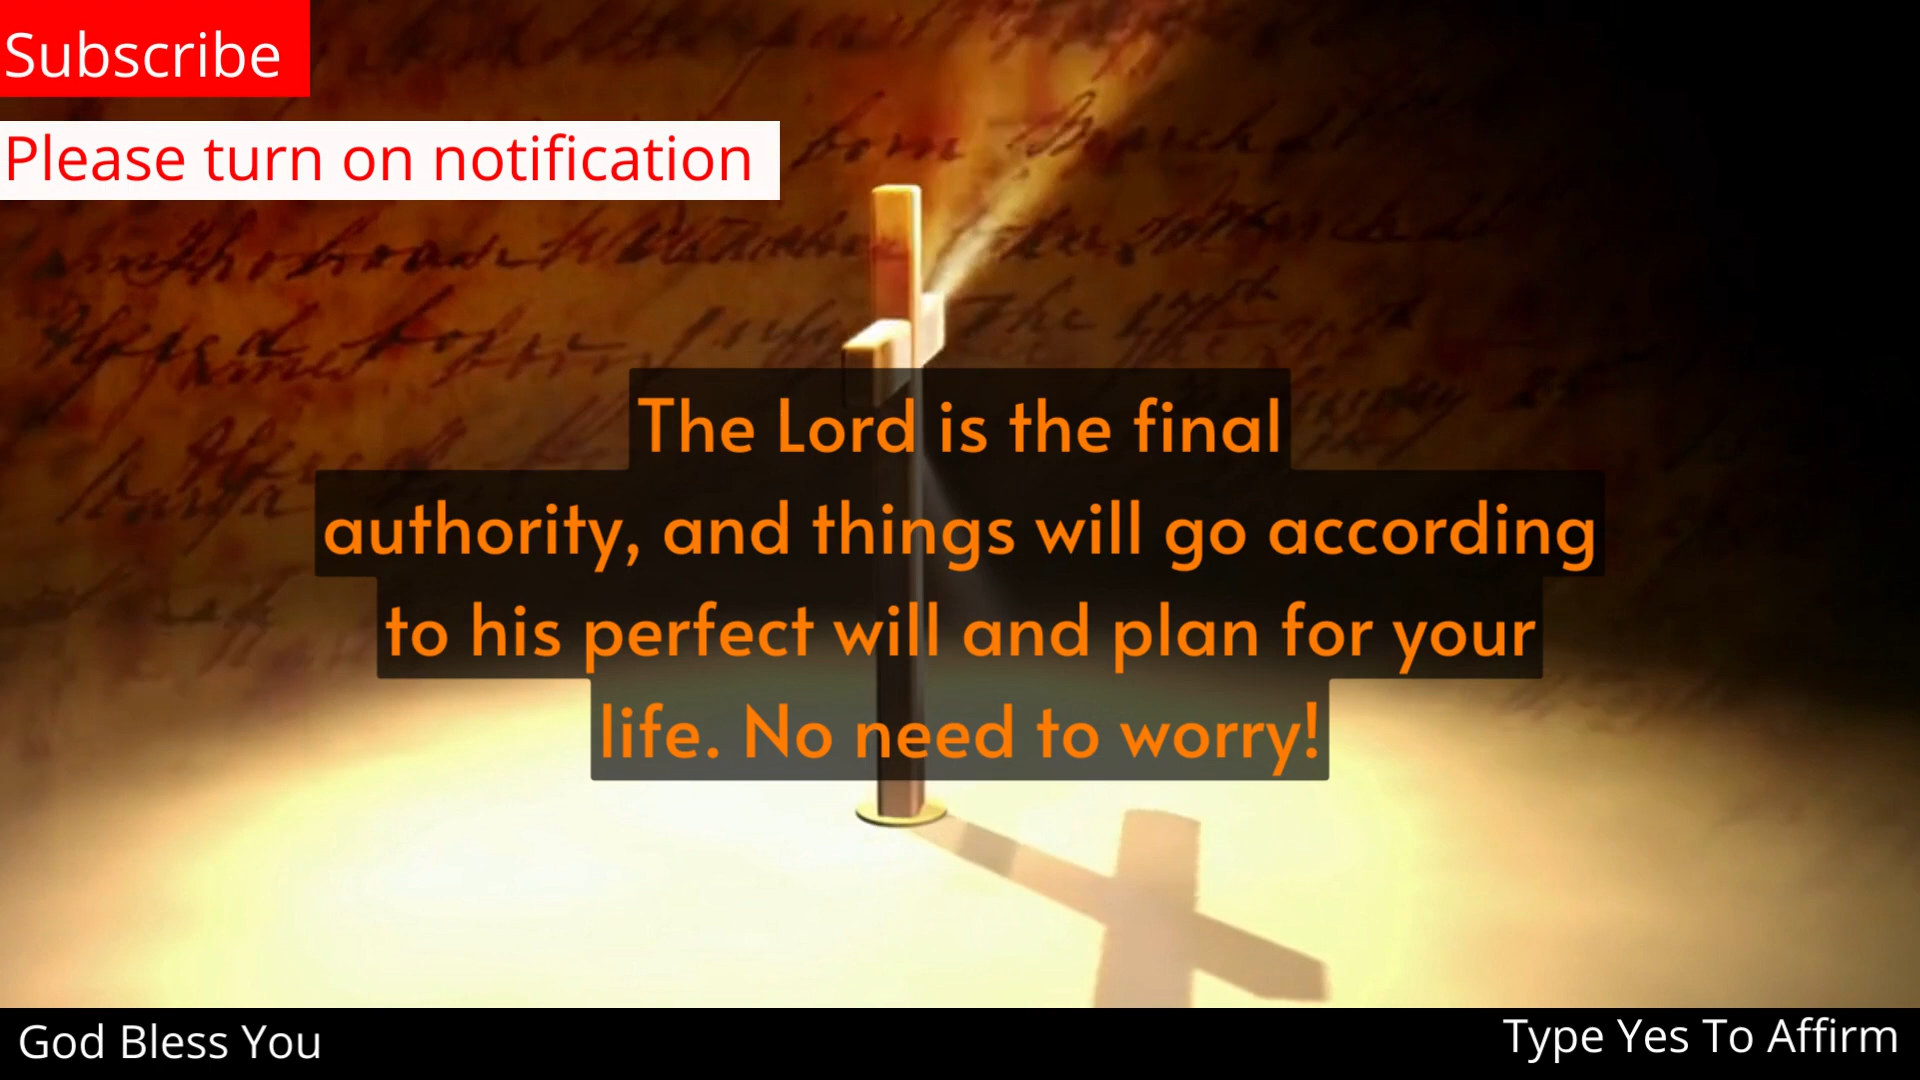 Subscribe
Please turn on notification
The Lord is the final
authority, and things will go according
to his perfect will and plan for your
life. No need to worry!
God Bless You
Type Yes To Affirm